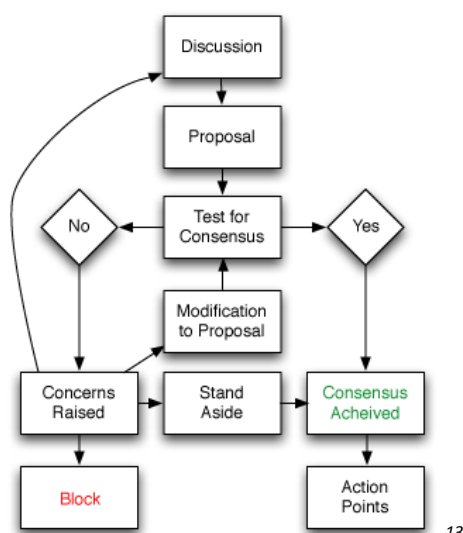 Discussion
Proposal
No
Test for
Consensus
Yes
Modification
to Proposal
Concerns
Raised
Stand
Aside
Consensus
Acheived
Block
Action
Points
13